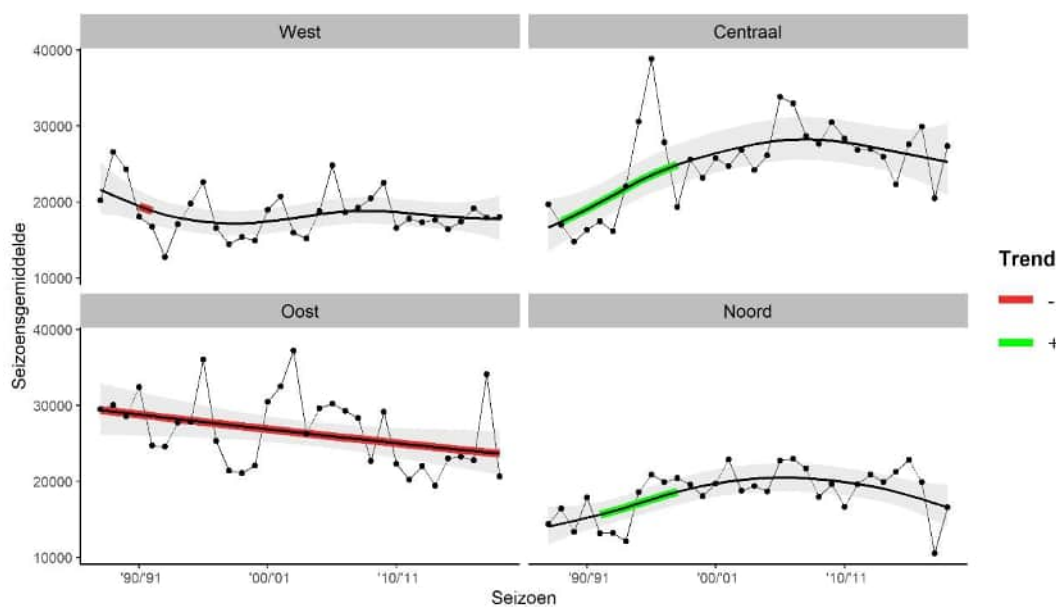 West
Centraal
40000
30000
20000
10000
Oost
Noord
40000
30000
20000
10000
'90/'91
'00/'01
'10/'11
'90/'91
'00/'01
'10/'11
Seizoensgemiddelde
Seizoen
Trend
-
+